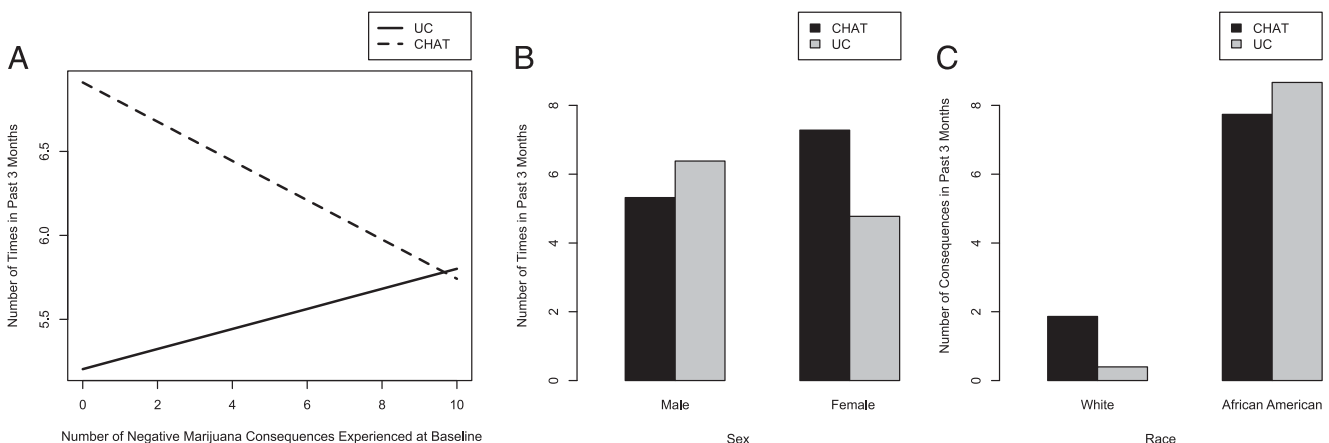 A
UC
CHAT
Number of Times in Past 3 Months
6.5
6.0
5.5
0 2 4 6 8 10
Number of Negative Marijuana Consequences Experienced at Baseline
B
CHAT
UC
Number of Times in Past 3 Months
8
6
4
2
0
Male Female
Sex
C
CHAT
UC
Number of Consequences in Past 3 Months
8
6
4
2
0
White African American
Race